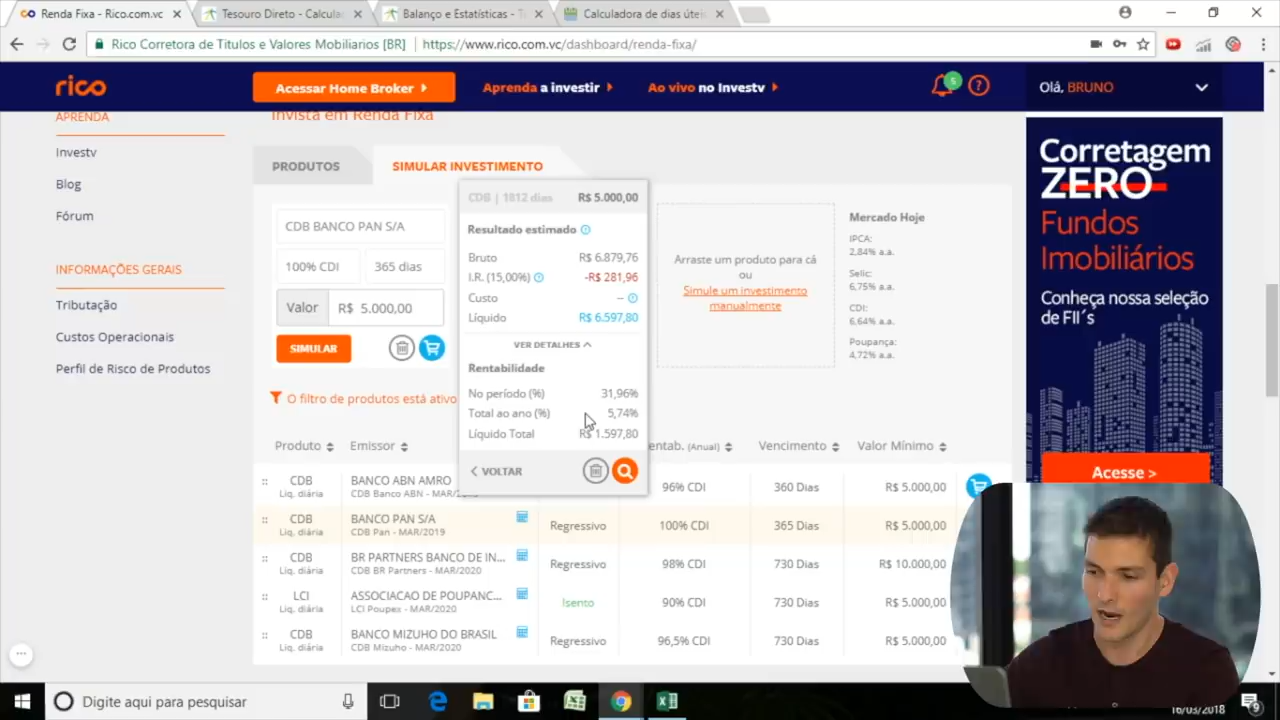 Renda Fixa - Rico.com.vc
Tesouro Direto - Calcula
Balanço e Estatísticas - T
Calculadora de dias útei
Rico Corretora de Titulos e Valores Mobiliarios [BR]
https://www.rico.com.vc/dashboard/renda-fixa/
rico
Acessar Home Broker
Aprenda a investir
Ao vivo no Investv
5
?
Olá, BRUNO
APRENDA
Investv
Blog
Fórum
INFORMAÇÕES GERAIS
Tributação
Custos Operacionais
Perfil de Risco de Produtos
Invista em Renda Fixa
PRODUTOS
SIMULAR INVESTIMENTO
CDB BANCO PAN S/A
100% CDI
365 dias
Valor
R$ 5.000,00
SIMULAR
O filtro de produtos está ativo
CDB | 1812 dias
R$ 5.000,00
Resultado estimado
Bruto R$ 6.879,76
I.R. (15,00%) -R$ 281,96
Custo --
Líquido R$ 6.597,80
VER DETALHES
Rentabilidade
No período (%) 31,96%
Total ao ano (%) 5,74%
Líquido Total R$ 1.597,80
VOLTAR
Arraste um produto para cá
ou
Simule um investimento
manualmente
Mercado Hoje
IPCA:
2,84% a.a.
Selic:
6,75% a.a.
CDI:
6,64% a.a.
Poupança:
4,72% a.a.
Produto Emissor entab. (Anual) Vencimento Valor Mínimo
CDB BANCO ABN AMRO 96% CDI 360 Dias R$ 5.000,00
Liq. diária CDB Banco ABN - MAR/2019
CDB BANCO PAN S/A Regressivo 100% CDI 365 Dias R$ 5.000,00
Liq. diária CDB Pan - MAR/2019
CDB BR PARTNERS BANCO DE IN... Regressivo 98% CDI 730 Dias R$ 10.000,00
Liq. diária CDB BR Partners - MAR/2020
LCI ASSOCIACAO DE POUPANC... Isento 90% CDI 730 Dias R$ 5.000,00
Liq. diária LCI Poupex - MAR/2020
CDB BANCO MIZUHO DO BRASIL Regressivo 96,5% CDI 730 Dias R$ 5.000,00
Liq. diária CDB Mizuho - MAR/2020
Corretagem
ZERO
Fundos
Imobiliários
Conheça nossa seleção
de FII´s
Acesse >
Digite aqui para pesquisar
16/03/2018
9